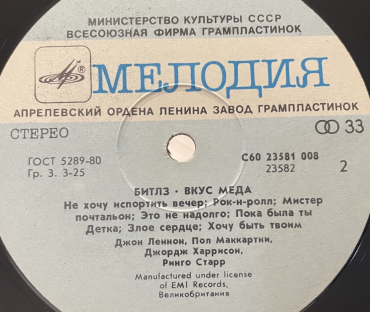 МИНИСТЕРСТВО КУЛЬТУРЫ СССР
ВСЕСОЮЗНАЯ ФИРМА ГРАМПЛАСТИНОК
МЕЛОДИЯ
АПРЕЛЕВСКИЙ ОРДЕНА ЛЕНИНА ЗАВОД ГРАМПЛАСТИНОК
СТЕРЕО 33
ГОСТ 5289-80 С60 23581 008
Гр. 3. 3-25 23582 2
БИТЛЗ · ВКУС МЕДА
Не хочу испортить вечер; Рок-н-ролл; Мистер
почтальон; Это не надолго; Пока была ты
Детка; Злое сердце; Хочу быть твоим
Джон Леннон, Пол Маккартни,
Джордж Харрисон,
Ринго Старр
Manufactured under license
of EMI Records,
Великобритания